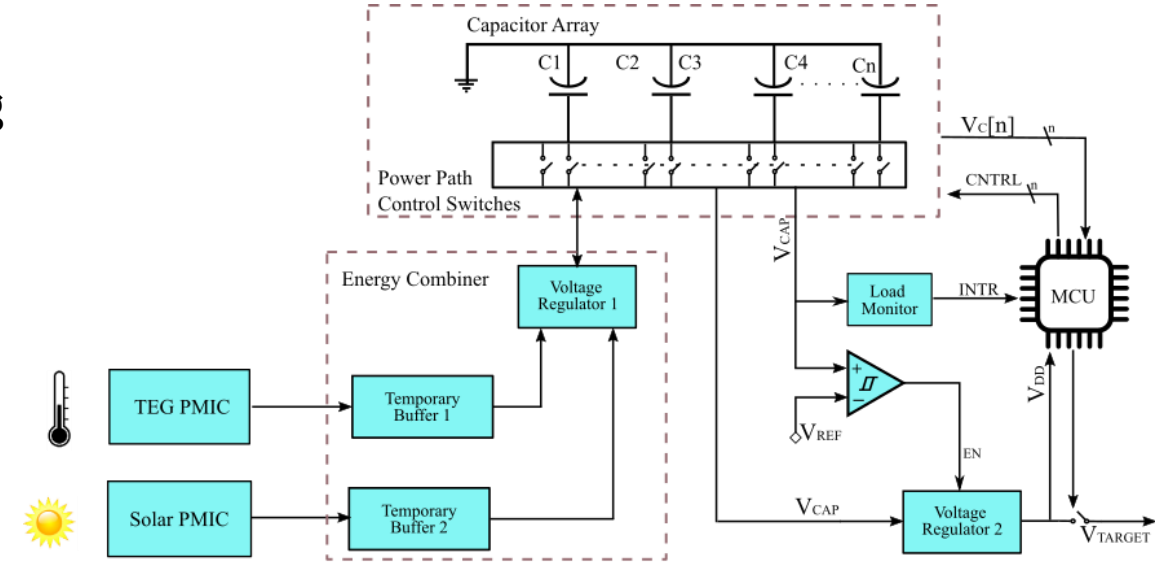 g
Capacitor Array
C1
C2
C3
C4
Cn
Power Path
Control Switches
VC[n]
n
CNTRL
n
VCAP
Energy Combiner
Voltage
Regulator 1
Load
Monitor
INTR
MCU
TEG PMIC
Temporary
Buffer 1
+
−
VREF
VDD
EN
Solar PMIC
Temporary
Buffer 2
VCAP
Voltage
Regulator 2
VTARGET